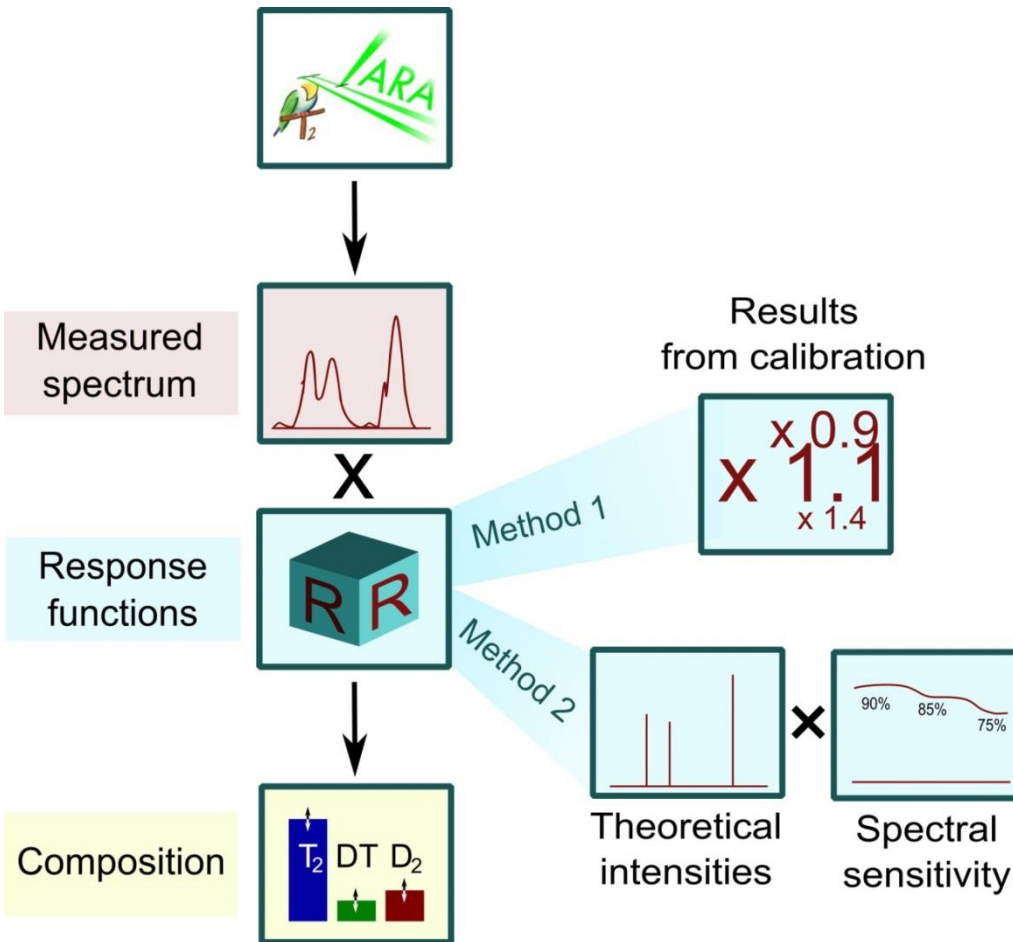 LARA
2
Measured
spectrum
X
Results
from calibration
x 0.9
x 1.1
x 1.4
Response
functions
R R
Method 1
Method 2
90%
85%
75%
×
Theoretical
intensities
Spectral
sensitivity
Composition
T₂ DT D₂